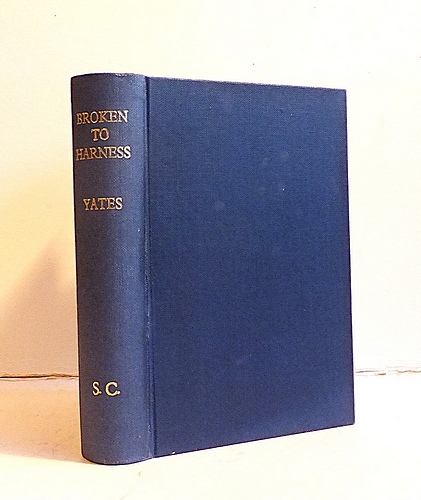 BROKEN
TO
HARNESS
YATES
S. C.